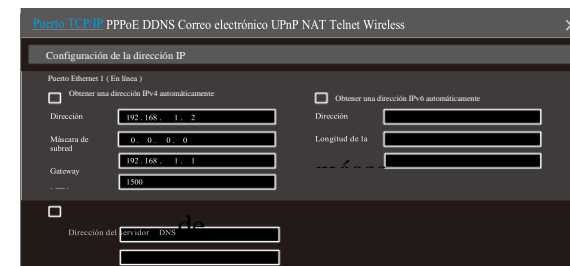 Puerto TCP/IP PPPoE DDNS Correo electrónico UPnP NAT Telnet Wireless
Configuración de la dirección IP
Puerto Ethernet 1 ( En línea )
Obtener una dirección IPv4 automáticamente
Obtener una dirección IPv6 automáticamente
Dirección 192.168. 1. 2
Dirección
Máscara de subred 0. 0. 0. 0
Longitud de la
Gateway 192.168. 1. 1
1500
de
Dirección del servidor DNS